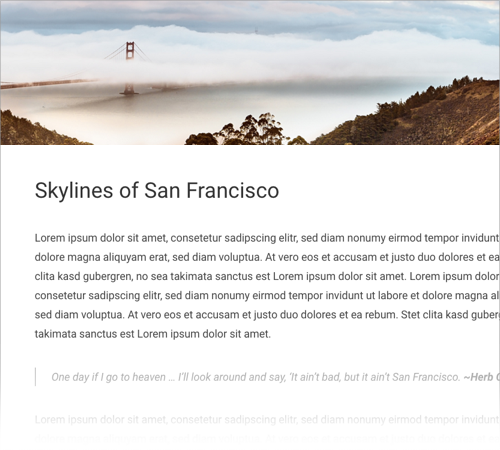 Skylines of San Francisco
Lorem ipsum dolor sit amet, consetetur sadipscing elitr, sed diam nonumy eirmod tempor invidunt
dolore magna aliquyam erat, sed diam voluptua. At vero eos et accusam et justo duo dolores et ea
clita kasd gubergren, no sea takimata sanctus est Lorem ipsum dolor sit amet. Lorem ipsum dolor
consetetur sadipscing elitr, sed diam nonumy eirmod tempor invidunt ut labore et dolore magna al
sed diam voluptua. At vero eos et accusam et justo duo dolores et ea rebum. Stet clita kasd guber
takimata sanctus est Lorem ipsum dolor sit amet.
One day if I go to heaven … I’ll look around and say, ‘It ain’t bad, but it ain’t San Francisco. ~Herb
Lorem ipsum dolor sit amet, consetetur sadipscing elitr, sed diam nonumy eirmod tempor invidunt